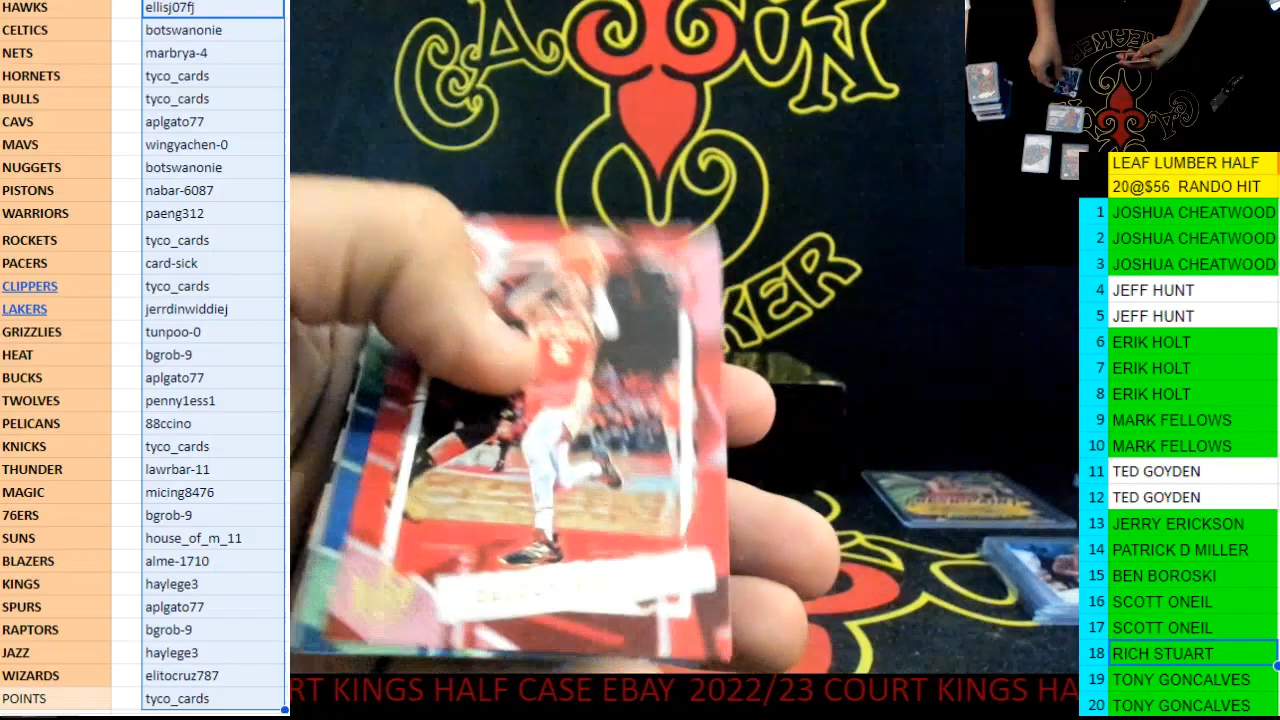 HAWKS ellisj07fj
CELTICS botswanonie
NETS marbrya-4
HORNETS tyco_cards
BULLS tyco_cards
CAVS aplgato77
MAVS wingyachen-0
NUGGETS botswanonie
PISTONS nabar-6087
WARRIORS paeng312
ROCKETS tyco_cards
PACERS card-sick
CLIPPERS tyco_cards
LAKERS jerrdinwiddiej
GRIZZLIES tunpoo-0
HEAT bgrob-9
BUCKS aplgato77
TWOLVES penny1ess1
PELICANS 88ccino
KNICKS tyco_cards
THUNDER lawrbar-11
MAGIC micing8476
76ERS bgrob-9
SUNS house_of_m_11
BLAZERS alme-1710
KINGS haylege3
SPURS aplgato77
RAPTORS bgrob-9
JAZZ haylege3
WIZARDS elitocruz787
POINTS tyco_cards
KER
LEAF LUMBER HALF
20@$56 RANDO HIT
1 JOSHUA CHEATWOOD
2 JOSHUA CHEATWOOD
3 JOSHUA CHEATWOOD
4 JEFF HUNT
5 JEFF HUNT
6 ERIK HOLT
7 ERIK HOLT
8 ERIK HOLT
9 MARK FELLOWS
10 MARK FELLOWS
11 TED GOYDEN
12 TED GOYDEN
13 JERRY ERICKSON
14 PATRICK D MILLER
15 BEN BOROSKI
16 SCOTT ONEIL
17 SCOTT ONEIL
18 RICH STUART
19 TONY GONCALVES
20 TONY GONCALVES
RT KINGS HALF CASE EBAY 2022/23 COURT KINGS HA